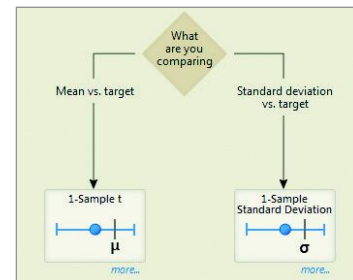 What
are you
comparing
Mean vs. target
Standard deviation
vs. target
1-Sample t
μ
more...
1-Sample
Standard Deviation
σ
more...